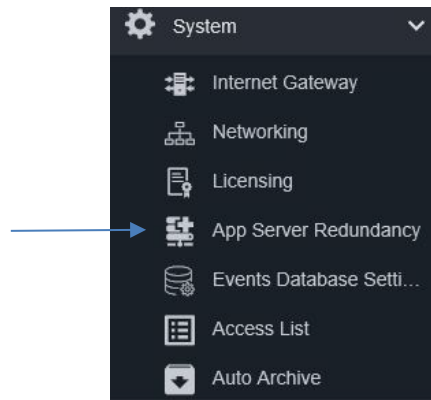 System
Internet Gateway
Networking
Licensing
App Server Redundancy
Events Database Setti...
Access List
Auto Archive